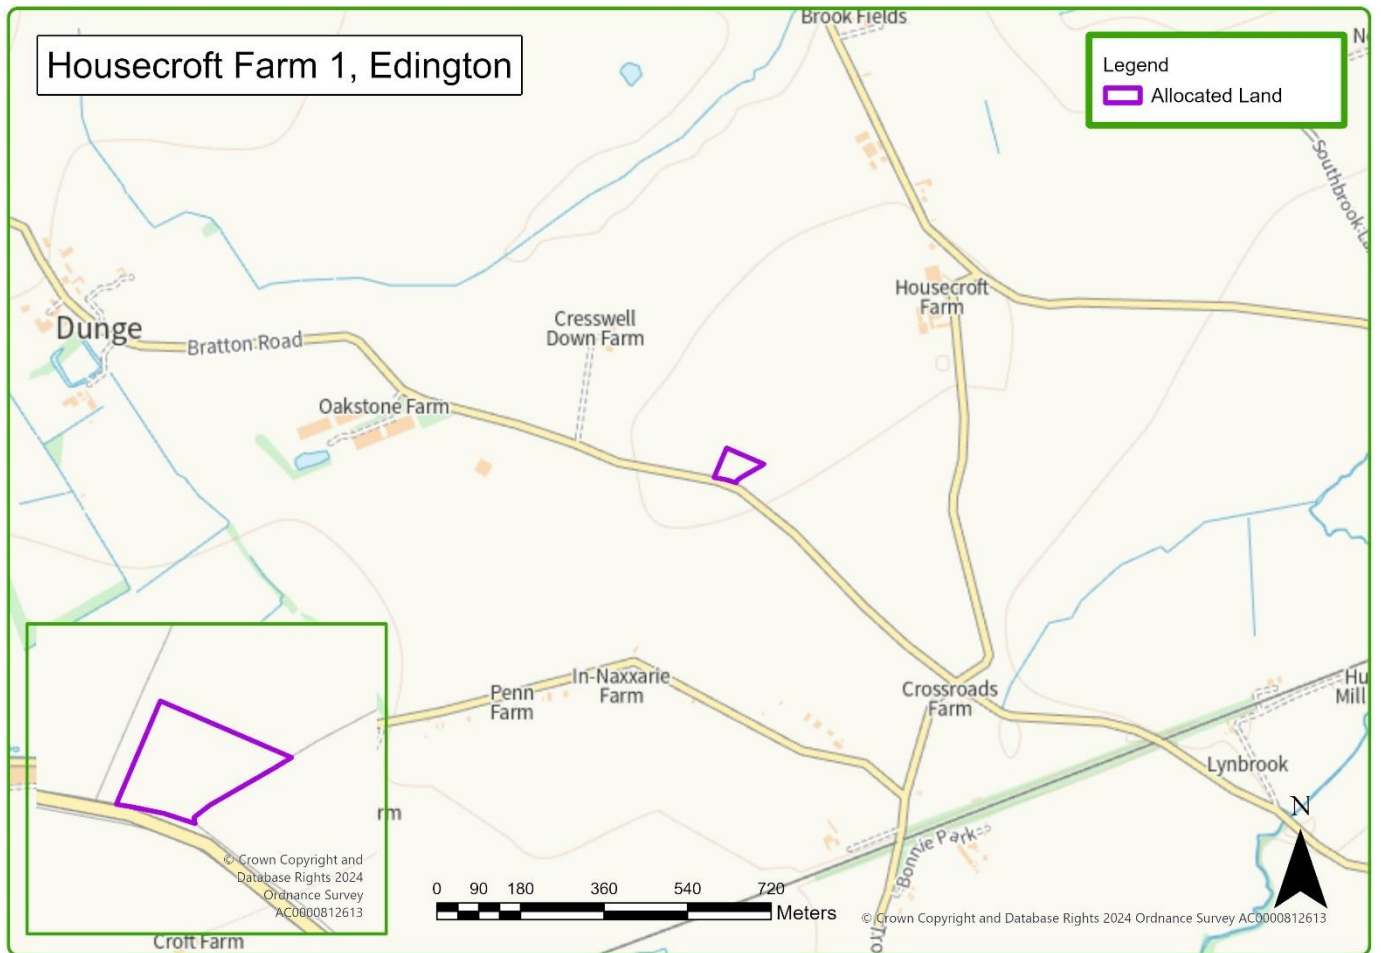 Brook Fields
Housecroft Farm 1, Edington
Legend
Allocated Land
Southbrook La
Housecroft
Farm
Cresswell
Down Farm
Dunge
Bratton Road
Oakstone Farm
Penn
Farm
In-Naxxarie
Farm
Crossroads
Farm
Hu
Mill
Lynbrook
N
rm
Bonnie Park
© Crown Copyright and
Database Rights 2024
Ordnance Survey
AC0000812613
0 90 180 360 540 720
Meters
© Crown Copyright and Database Rights 2024 Ordnance Survey AC0000812613
Croft Farm
Tro